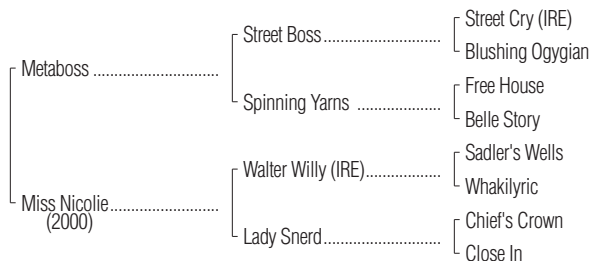 Street Cry (IRE)
Street Boss
Blushing Ogygian
Metaboss
Free House
Spinning Yarns
Belle Story
Sadler's Wells
Walter Willy (IRE)
Whakilyric
Miss Nicolie
(2000)
Chief's Crown
Lady Snerd
Close In